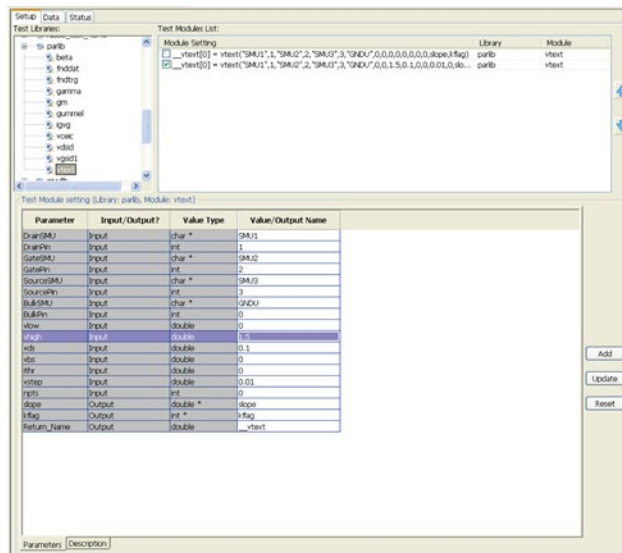 Setup Data Status
Test Libraries:
Test Modules List:
parlib
beta
fnddat
fndtrg
gamma
gm
gummel
igvg
vceic
vdsid
vgsid1
vtext
Module Setting Library Module
__vtext[0] = vtext("SMU1",1,"SMU2",2,"SMU3",3,"GNDU",0,0,0,0,0,0,0,0,slope,kflag) parlib vtext
__vtext[0] = vtext("SMU1",1,"SMU2",2,"SMU3",3,"GNDU",0,0,1.5,0.1,0,0,0.01,0,slo... parlib vtext
Test Module setting (Library: parlib, Module: vtext)
Parameter Input/Output? Value Type Value/Output Name
DrainSMU Input char * SMU1
DrainPin Input int 1
GateSMU Input char * SMU2
GatePin Input int 2
SourceSMU Input char * SMU3
SourcePin Input int 3
BulkSMU Input char * GNDU
BulkPin Input int 0
vlow Input double 0
vhigh Input double 1.5
vds Input double 0.1
vbs Input double 0
ithr Input double 0
vstep Input double 0.01
npts Input int 0
slope Output double * slope
kflag Output int * kflag
Return_Name Output double __vtext
Add
Update
Reset
Parameters Description